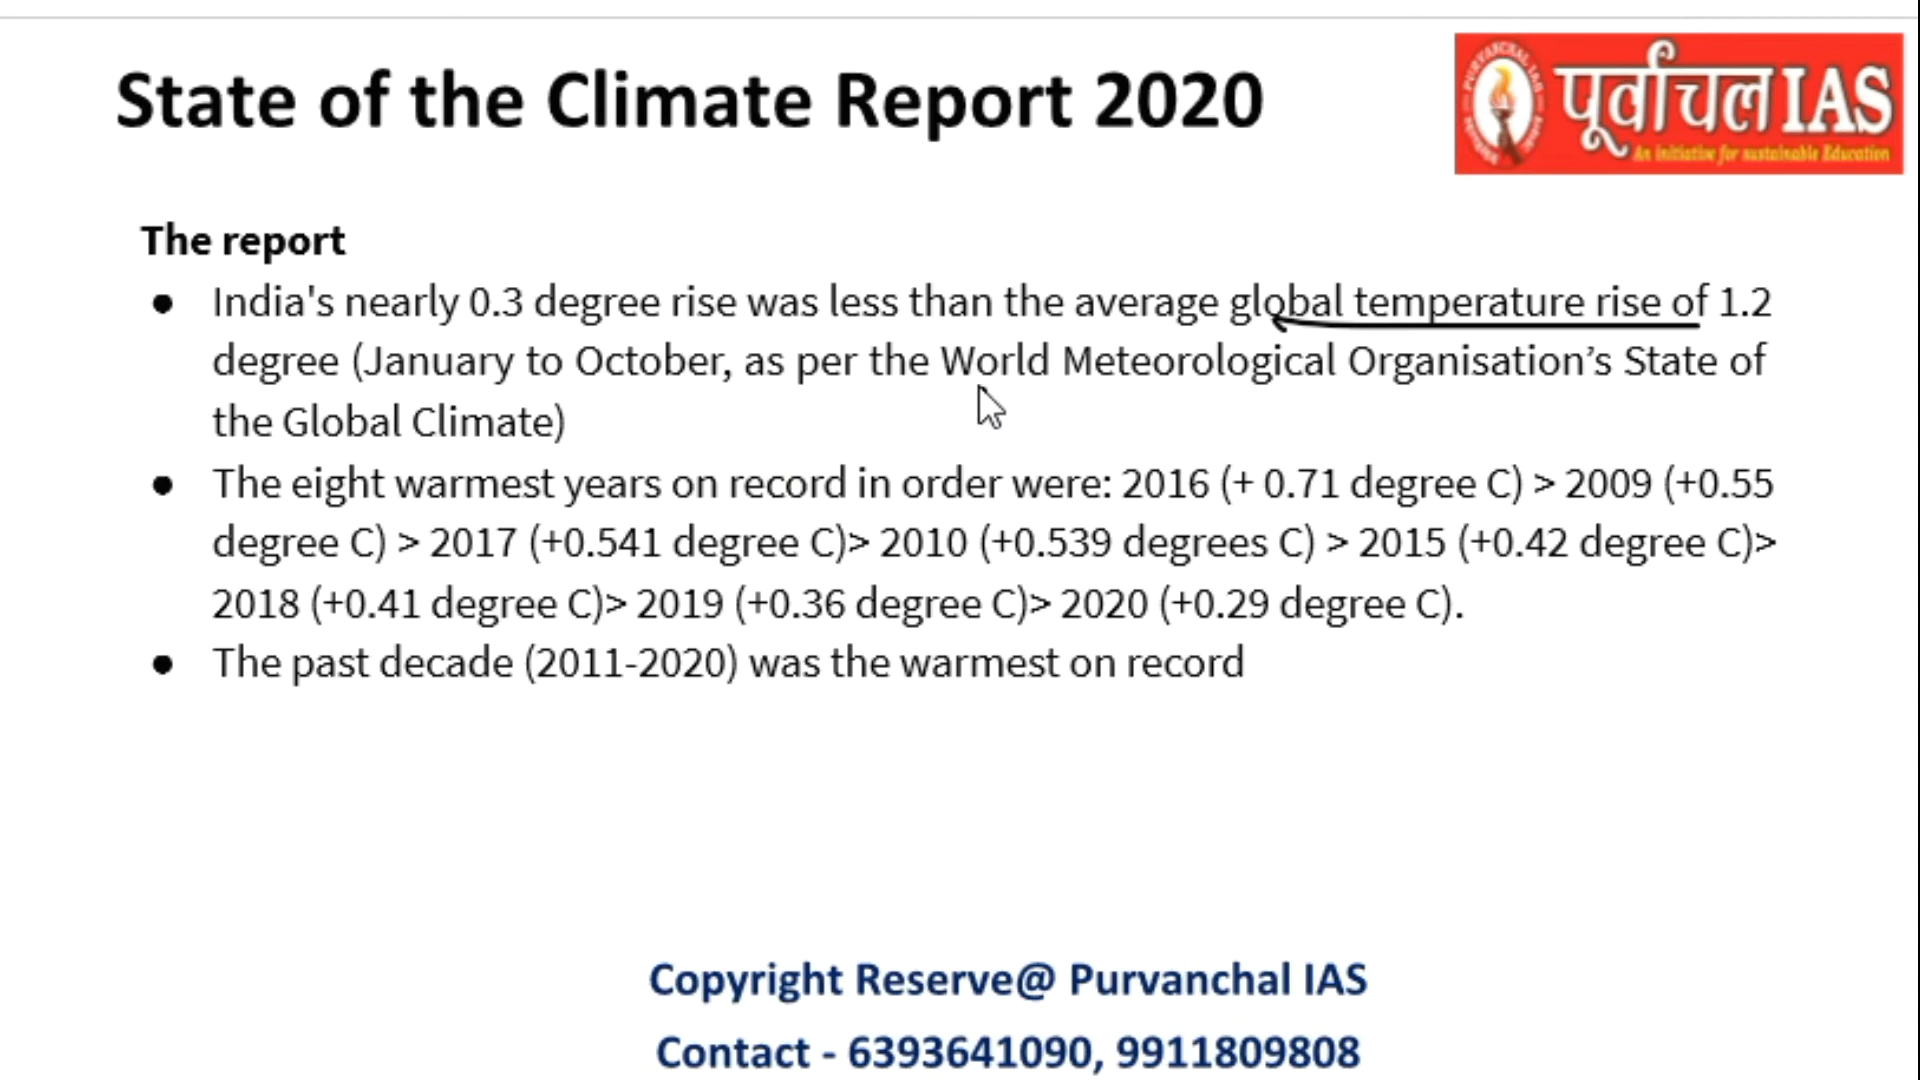 State of the Climate Report 2020
PURVANCHAL IAS
पूर्वांचल IAS
An initiative for sustainable Education
The report
● India's nearly 0.3 degree rise was less than the average global temperature rise of 1.2
degree (January to October, as per the World Meteorological Organisation’s State of
the Global Climate)
● The eight warmest years on record in order were: 2016 (+ 0.71 degree C) > 2009 (+0.55
degree C) > 2017 (+0.541 degree C)> 2010 (+0.539 degrees C) > 2015 (+0.42 degree C)>
2018 (+0.41 degree C)> 2019 (+0.36 degree C)> 2020 (+0.29 degree C).
● The past decade (2011-2020) was the warmest on record
Copyright Reserve@ Purvanchal IAS
Contact - 6393641090, 9911809808